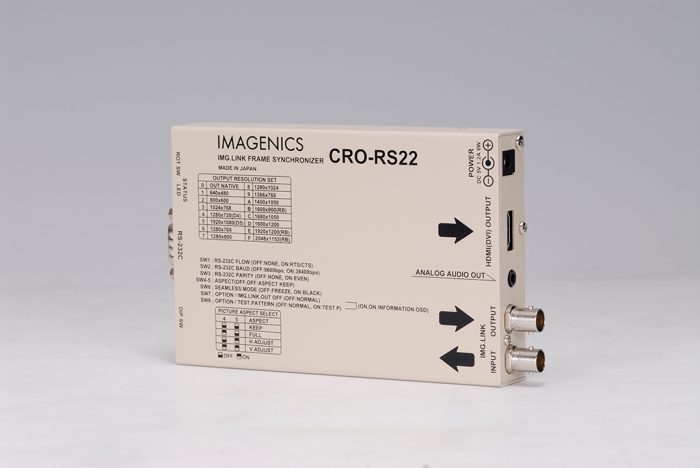 IMAGENICS
IMG.LINK FRAME SYNCHRONIZER CRO-RS22
MADE IN JAPAN
OUTPUT RESOLUTION SET
0 DUT NATIVE 8 1280x1024
1 640x480 9 1366x768
2 800x600 A 1400x1050
3 1024x768 B 1600x900(RB)
4 1280x720(D4) C 1680x1050
5 1920x1080(D5) D 1600x1200
6 1280x768 E 1920x1200(RB)
7 1280x800 F 2048x1152(RB)
SW1 : RS-232C FLOW (OFF:NONE, ON:RTS/CTS)
SW2 : RS-232C BAUD (OFF:9600bps, ON:38400bps)
SW3 : RS-232C PARITY (OFF:NONE, ON:EVEN)
SW4-5 : ASPECT(OFF,OFF:ASPECT KEEP)
SW6 : SEAMLESS MODE (OFF:FREEZE, ON:BLACK)
SW7 : OPTION / IMG.LINK OUT OFF (OFF:NORMAL)
SW8 : OPTION / TEST.PATTERN (OFF:NORMAL, ON:TEST.P) (ON.ON INFORMATION OSD)
PICTURE ASPECT SELECT
4 5 ASPECT
KEEP
FULL
H ADJUST
V ADJUST
OFF ON
ROT SW
STATUS
LED
RS-232C
DIP SW
POWER
DC 5V 1.2A 6W
HDMI(DVI) OUTPUT
ANALOG AUDIO OUT
OUTPUT
IMG.LINK
INPUT